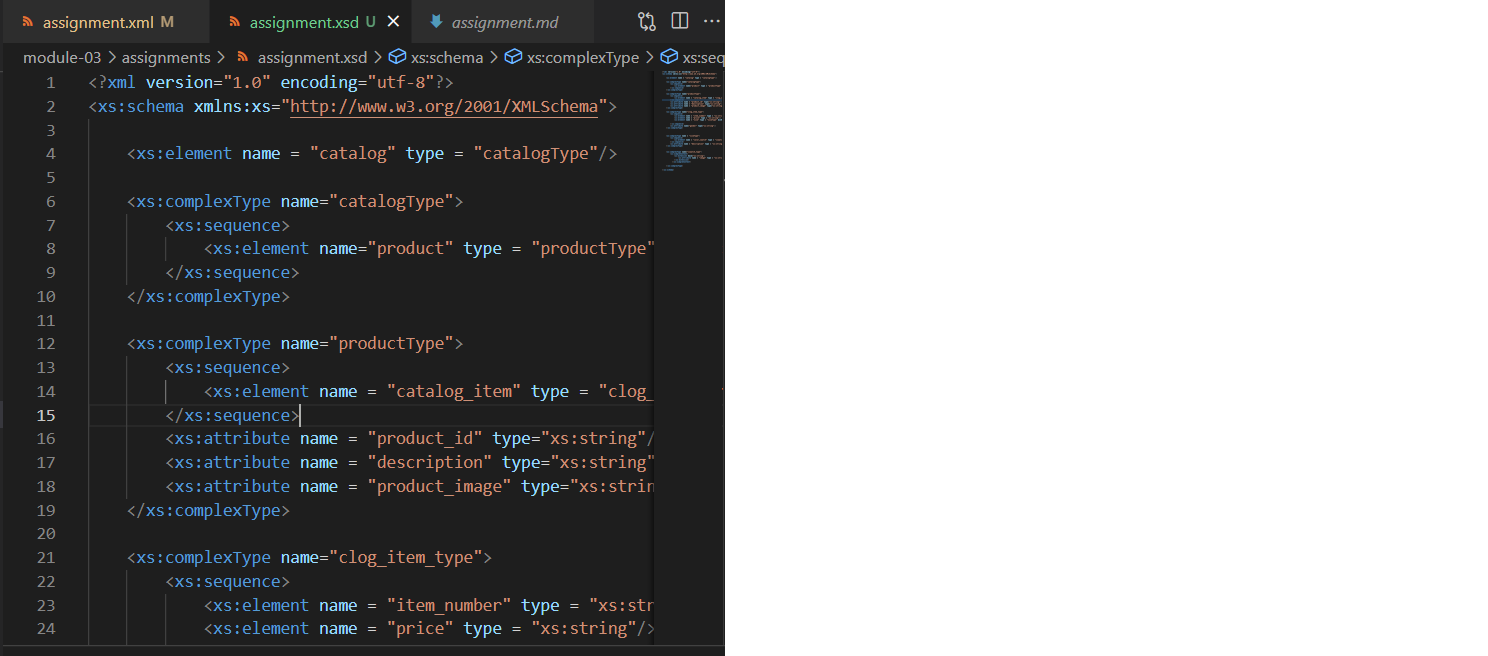 assignment.xml M assignment.xsd U assignment.md
module-03 > assignments > assignment.xsd > xs:schema > xs:complexType > xs:seq
1 <?xml version="1.0" encoding="utf-8"?>
2 <xs:schema xmlns:xs="http://www.w3.org/2001/XMLSchema">
3
4 <xs:element name = "catalog" type = "catalogType"/>
5
6 <xs:complexType name="catalogType">
7 <xs:sequence>
8 <xs:element name="product" type = "productType"
9 </xs:sequence>
10 </xs:complexType>
11
12 <xs:complexType name="productType">
13 <xs:sequence>
14 <xs:element name = "catalog_item" type = "clog_
15 </xs:sequence>
16 <xs:attribute name = "product_id" type="xs:string"/
17 <xs:attribute name = "description" type="xs:string"
18 <xs:attribute name = "product_image" type="xs:strin
19 </xs:complexType>
20
21 <xs:complexType name="clog_item_type">
22 <xs:sequence>
23 <xs:element name = "item_number" type = "xs:str
24 <xs:element name = "price" type = "xs:string"/>